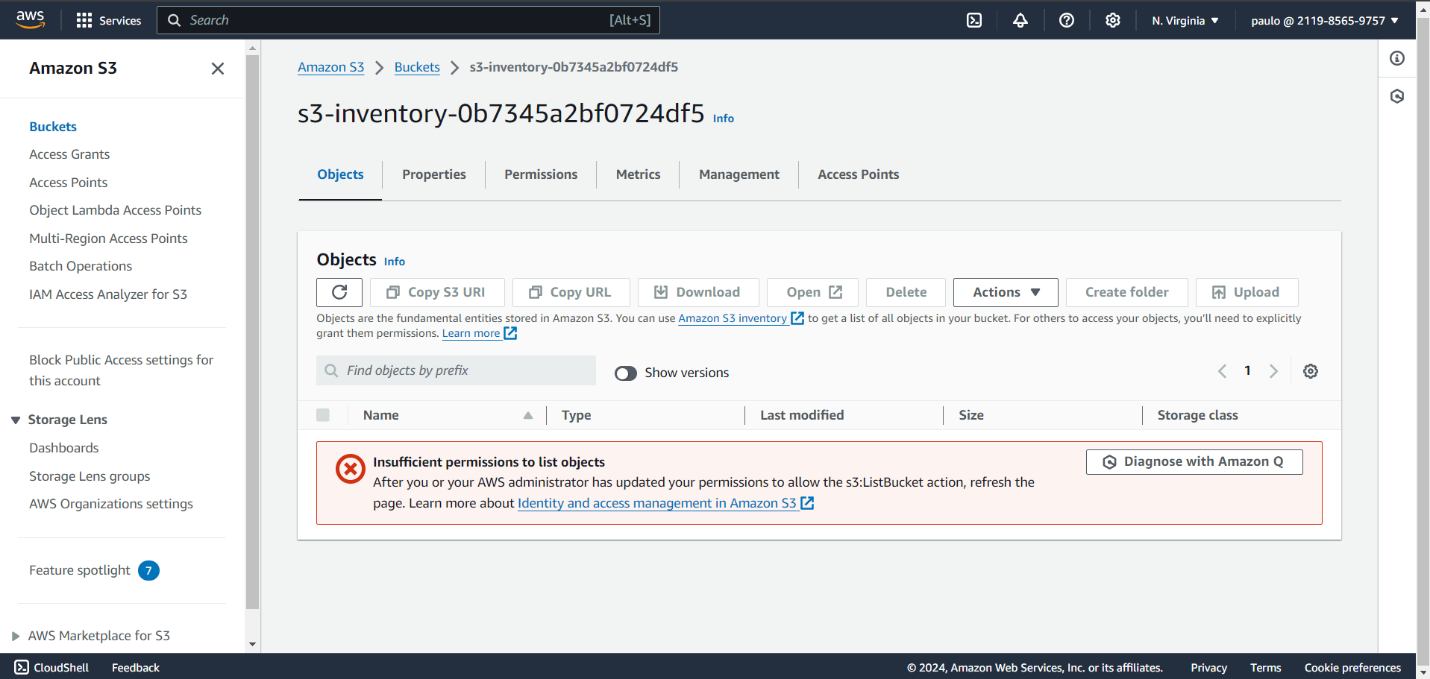 aws
Services
Search
[Alt+S]
N. Virginia
paulo @ 2119-8565-9757
Amazon S3
Buckets
Access Grants
Access Points
Object Lambda Access Points
Multi-Region Access Points
Batch Operations
IAM Access Analyzer for S3
Block Public Access settings for
this account
Storage Lens
Dashboards
Storage Lens groups
AWS Organizations settings
Feature spotlight 7
AWS Marketplace for S3
Amazon S3 > Buckets > s3-inventory-0b7345a2bf0724df5
s3-inventory-0b7345a2bf0724df5 Info
Objects
Properties
Permissions
Metrics
Management
Access Points
Objects Info
Copy S3 URI
Copy URL
Download
Open
Delete
Actions
Create folder
Upload
Objects are the fundamental entities stored in Amazon S3. You can use Amazon S3 inventory to get a list of all objects in your bucket. For others to access your objects, you'll need to explicitly
grant them permissions. Learn more
Find objects by prefix
Show versions
1
Name
Type
Last modified
Size
Storage class
Insufficient permissions to list objects
After you or your AWS administrator has updated your permissions to allow the s3:ListBucket action, refresh the
page. Learn more about Identity and access management in Amazon S3
Diagnose with Amazon Q
CloudShell
Feedback
© 2024, Amazon Web Services, Inc. or its affiliates.
Privacy
Terms
Cookie preferences